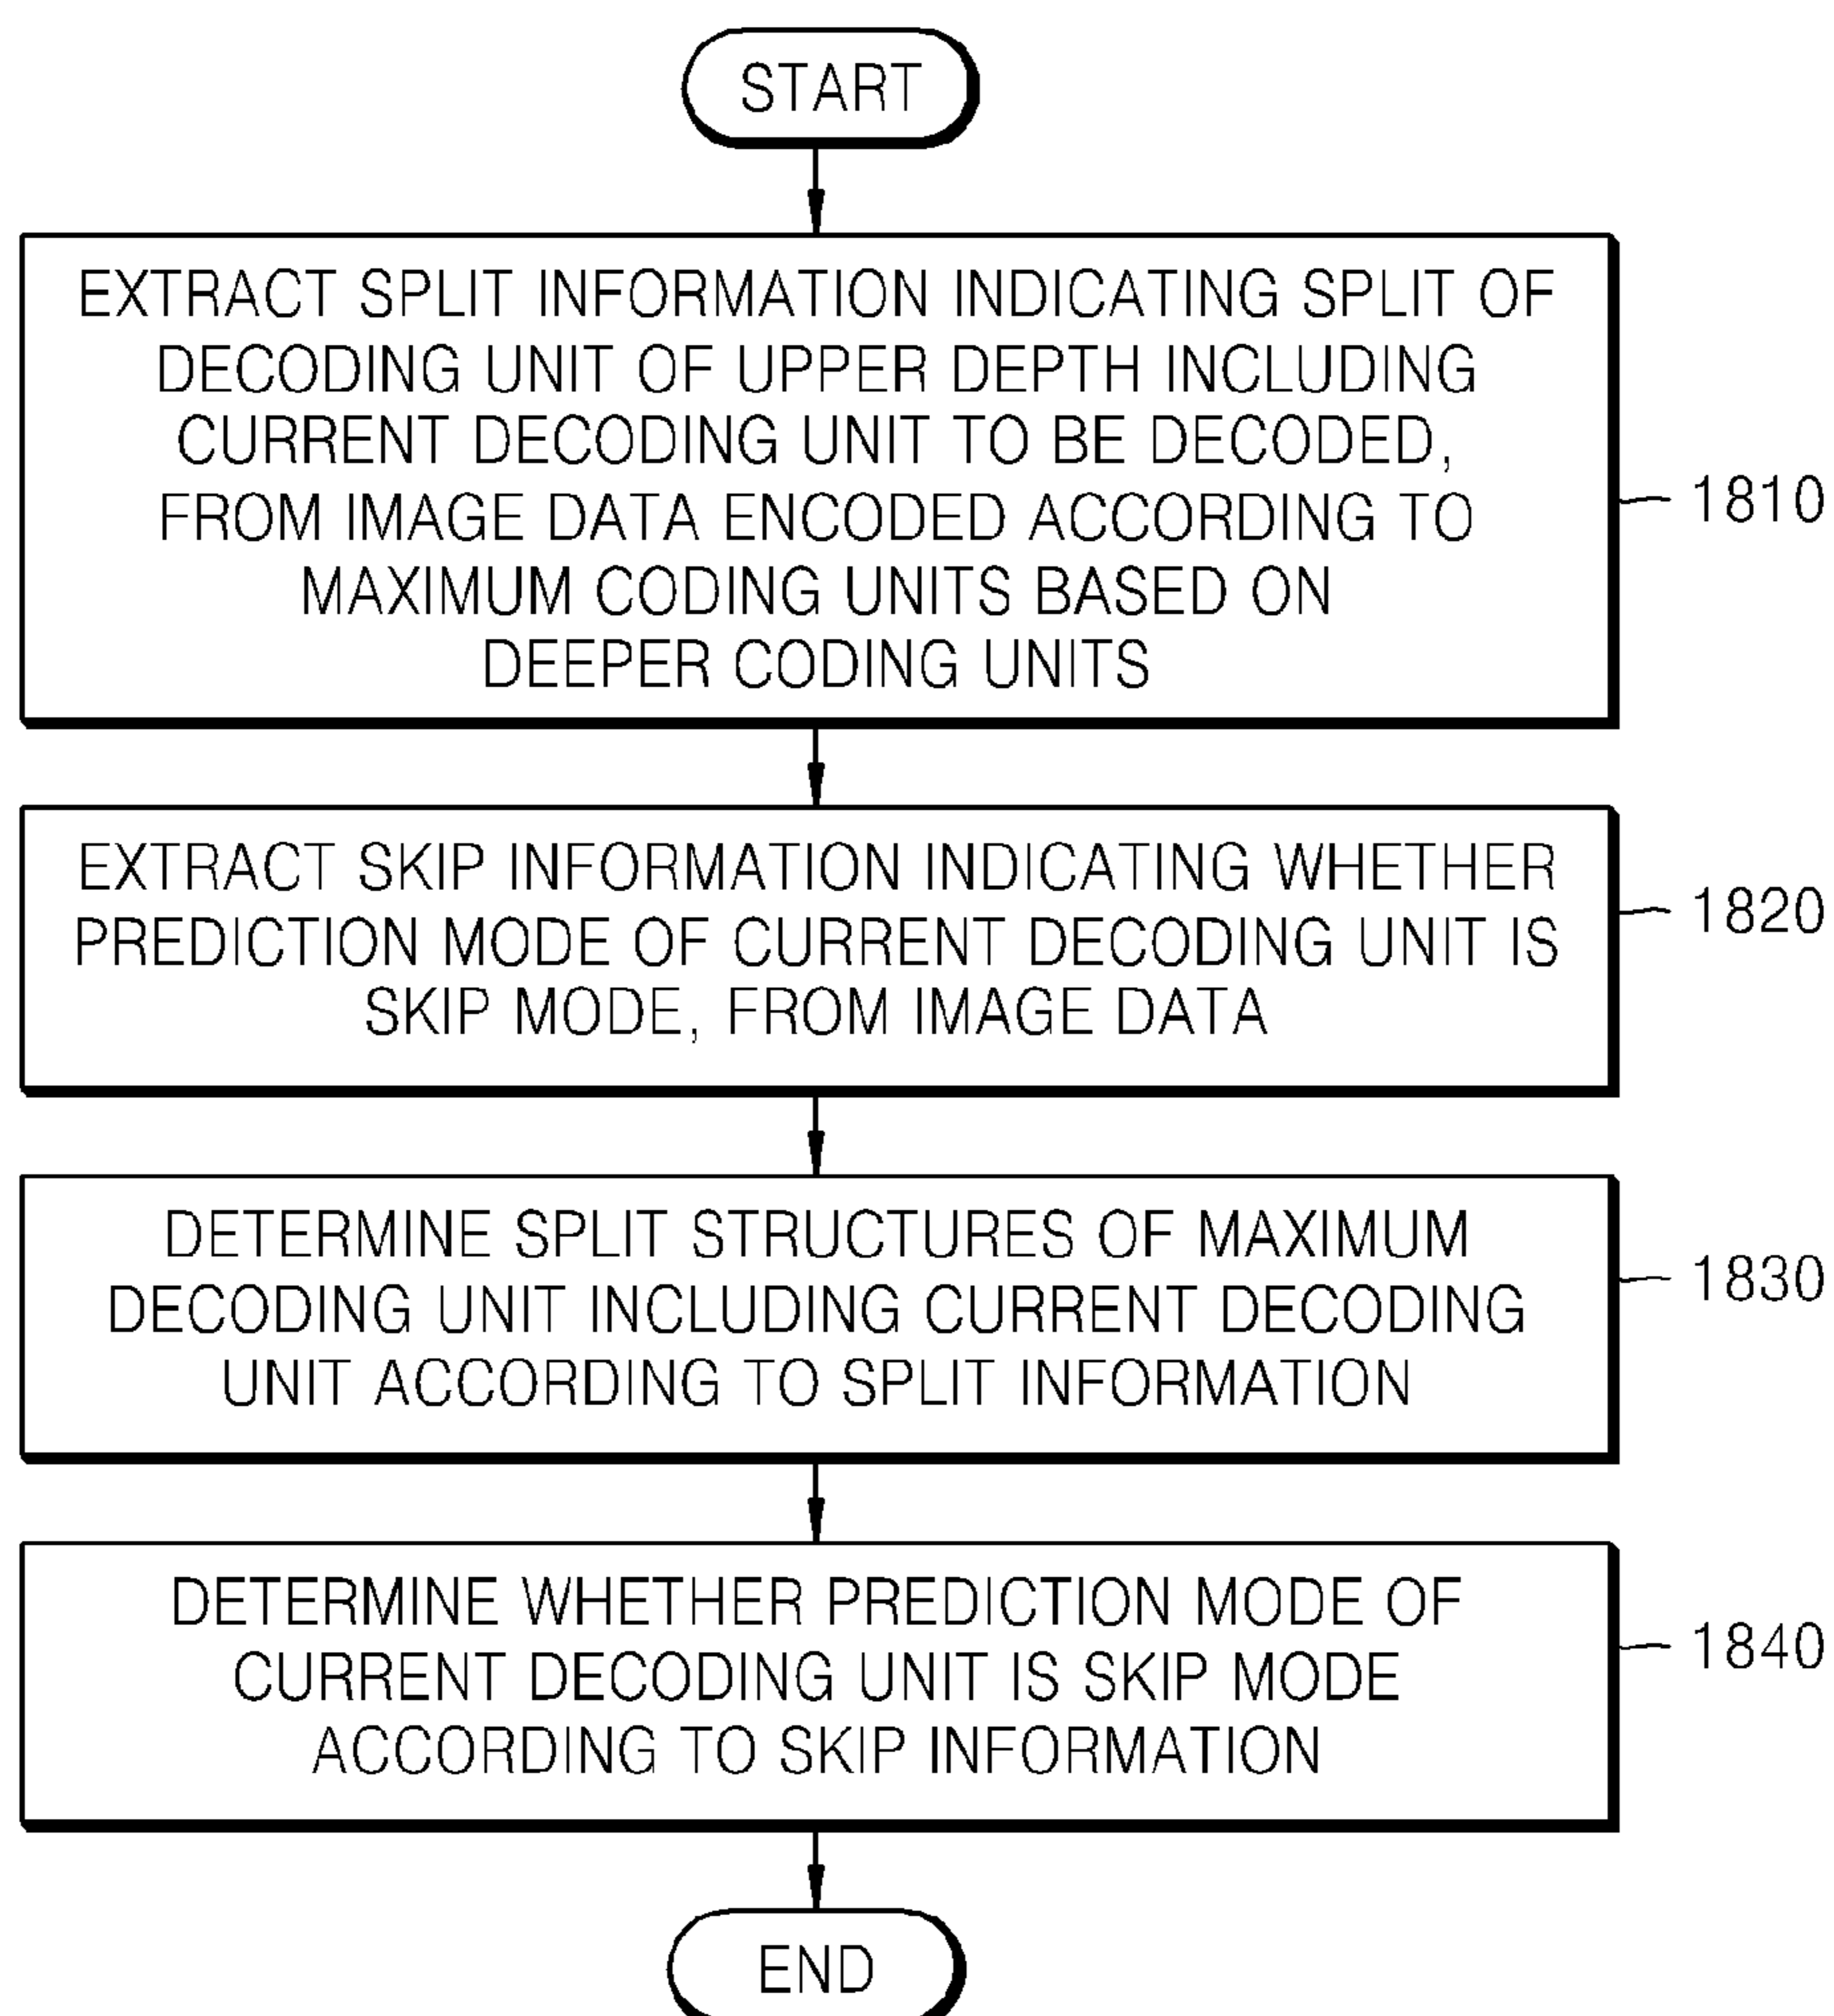 START
EXTRACT SPLIT INFORMATION INDICATING SPLIT OF
DECODING UNIT OF UPPER DEPTH INCLUDING
CURRENT DECODING UNIT TO BE DECODED,
FROM IMAGE DATA ENCODED ACCORDING TO
MAXIMUM CODING UNITS BASED ON
DEEPER CODING UNITS
1810
EXTRACT SKIP INFORMATION INDICATING WHETHER
PREDICTION MODE OF CURRENT DECODING UNIT IS
SKIP MODE, FROM IMAGE DATA
1820
DETERMINE SPLIT STRUCTURES OF MAXIMUM
DECODING UNIT INCLUDING CURRENT DECODING
UNIT ACCORDING TO SPLIT INFORMATION
1830
DETERMINE WHETHER PREDICTION MODE OF
CURRENT DECODING UNIT IS SKIP MODE
ACCORDING TO SKIP INFORMATION
1840
END